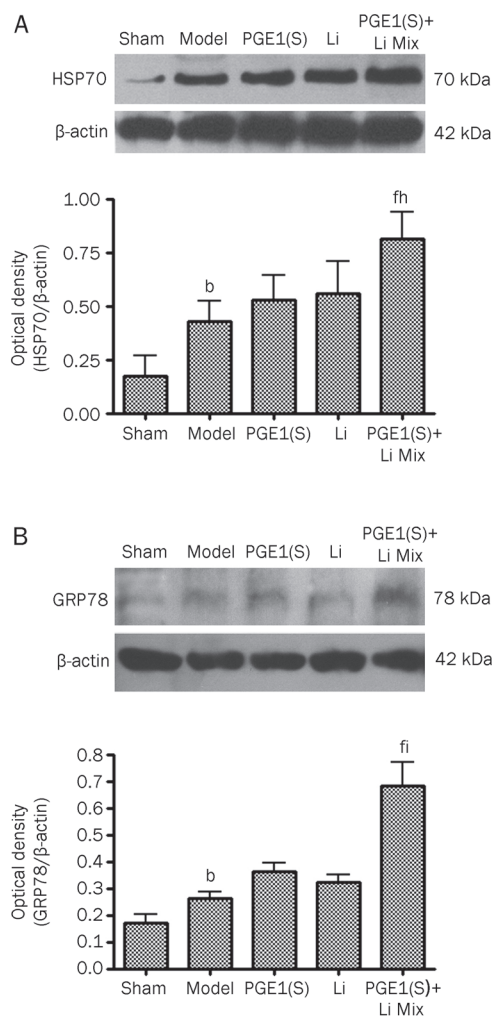 A
Sham Model PGE1(S) Li PGE1(S)+
Li Mix
HSP70 70 kDa
β-actin 42 kDa
Optical density
(HSP70/β-actin)
1.00
0.75
0.50
0.25
0.00
b
fh
Sham Model PGE1(S) Li PGE1(S)+
Li Mix
B
Sham Model PGE1(S) Li PGE1(S)+
Li Mix
GRP78 78 kDa
β-actin 42 kDa
Optical density
(GRP78/β-actin)
0.8
0.7
0.6
0.5
0.4
0.3
0.2
0.1
0.0
b
fi
Sham Model PGE1(S) Li PGE1(S)+
Li Mix